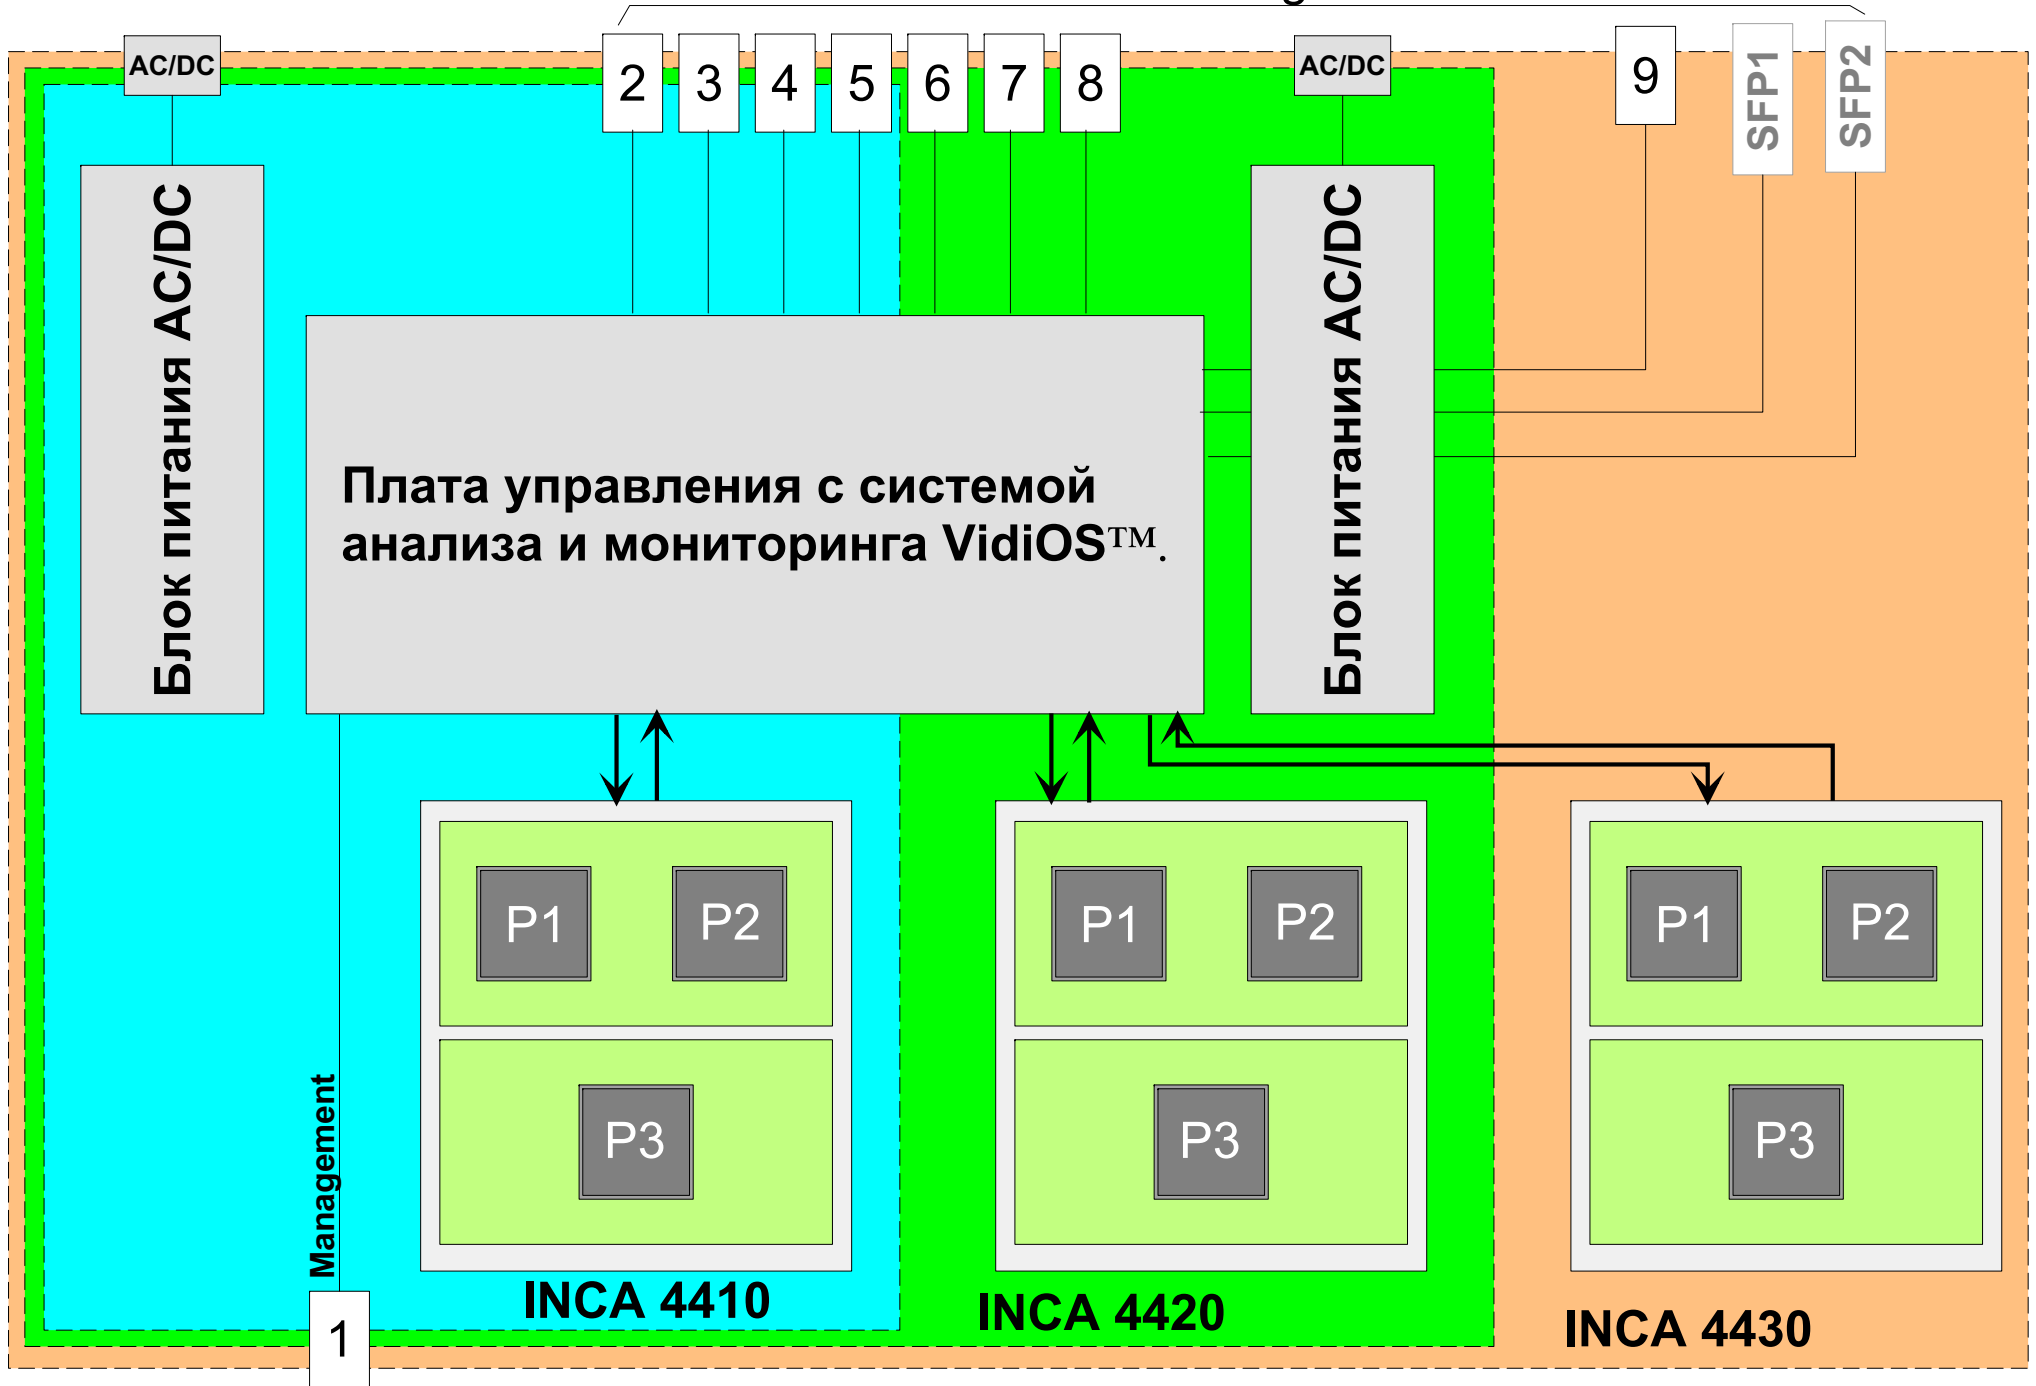 AC/DC
2
3
4
5
6
7
8
AC/DC
9
SFP1
SFP2
Блок питания AC/DC
Блок питания AC/DC
Плата управления с системой
анализа и мониторинга VidiOS™.
P1
P2
P1
P2
P1
P2
P3
P3
P3
Management
INCA 4410
INCA 4420
INCA 4430
1